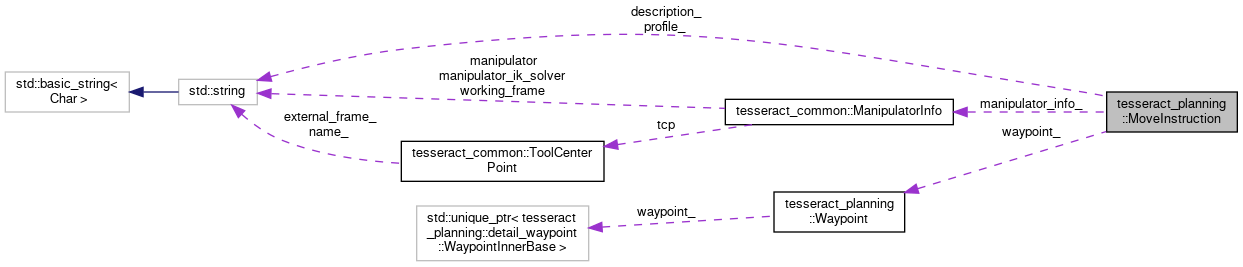 description_
profile_
manipulator
manipulator_ik_solver
working_frame
std::basic_string<
Char >
std::string
tesseract_common::ManipulatorInfo
manipulator_info_
tesseract_planning
::MoveInstruction
external_frame_
name_
tcp
waypoint_
tesseract_common::ToolCenter
Point
tesseract_planning
::Waypoint
waypoint_
std::unique_ptr< tesseract
_planning::detail_waypoint
::WaypointInnerBase >